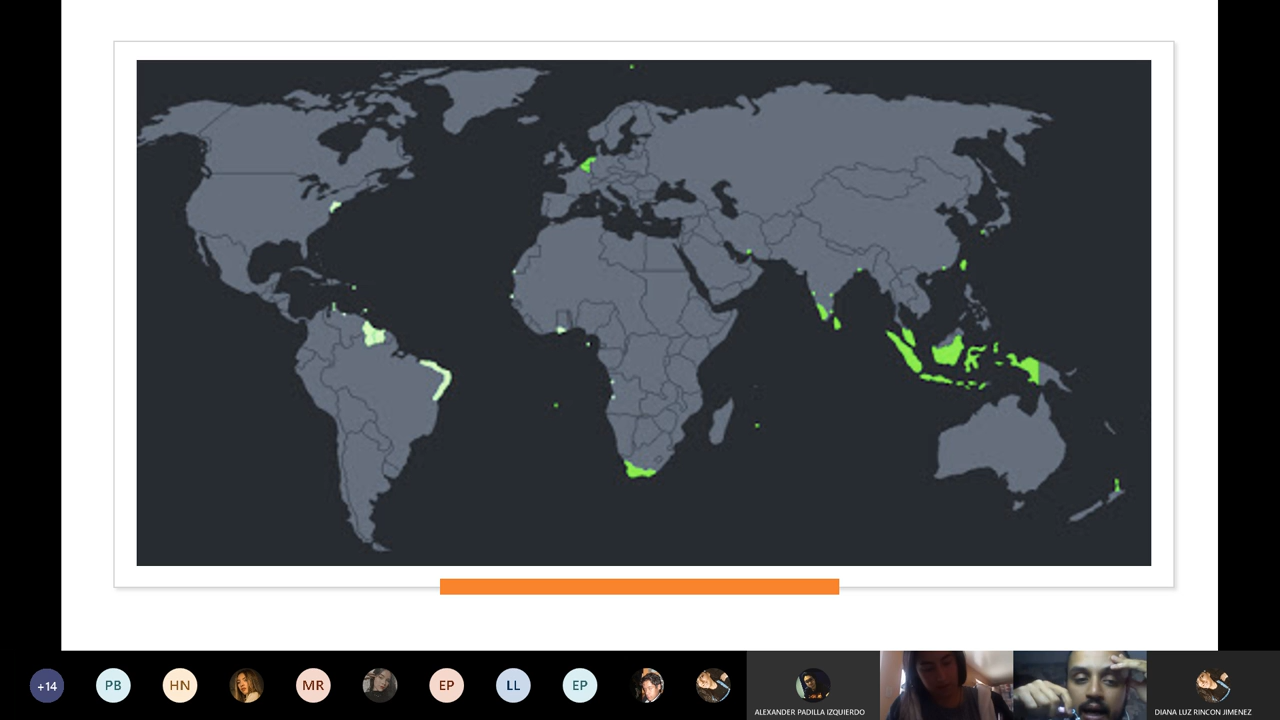 +14
PB
HN
MR
EP
LL
EP
ALEXANDER PADILLA IZQUIERDO
DIANA LUZ RINCON JIMENEZ